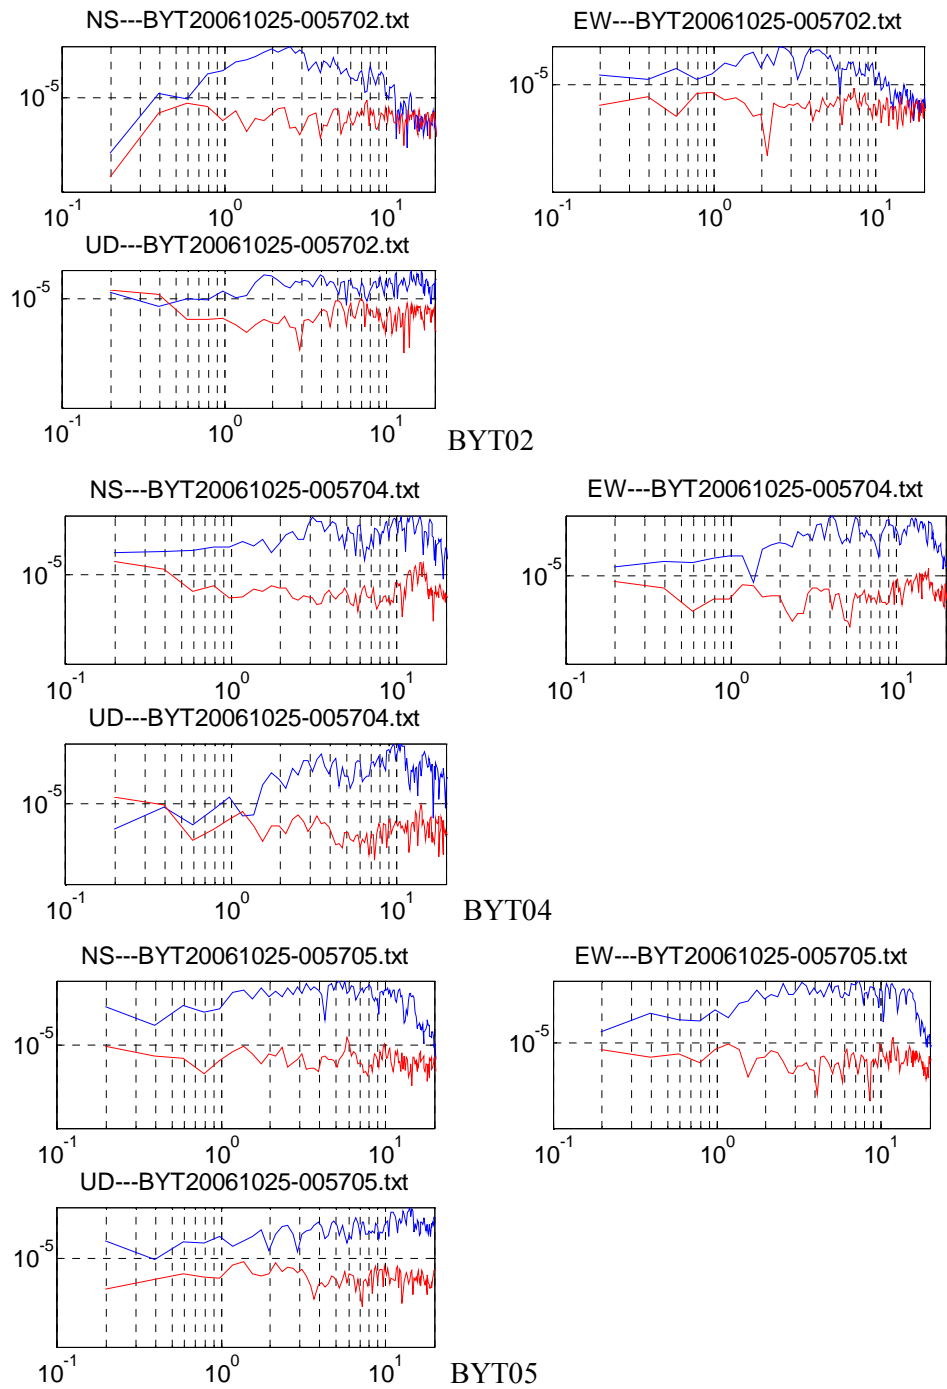 NS---BYT20061025-005702.txt
EW---BYT20061025-005702.txt
10^-5
10^-5
10^-1 10^0 10^1
10^-1 10^0 10^1
UD---BYT20061025-005702.txt
10^-5
10^-1 10^0 10^1
BYT02
NS---BYT20061025-005704.txt
EW---BYT20061025-005704.txt
10^-5
10^-5
10^-1 10^0 10^1
10^-1 10^0 10^1
UD---BYT20061025-005704.txt
10^-5
10^-1 10^0 10^1
BYT04
NS---BYT20061025-005705.txt
EW---BYT20061025-005705.txt
10^-5
10^-5
10^-1 10^0 10^1
10^-1 10^0 10^1
UD---BYT20061025-005705.txt
10^-5
10^-1 10^0 10^1
BYT05